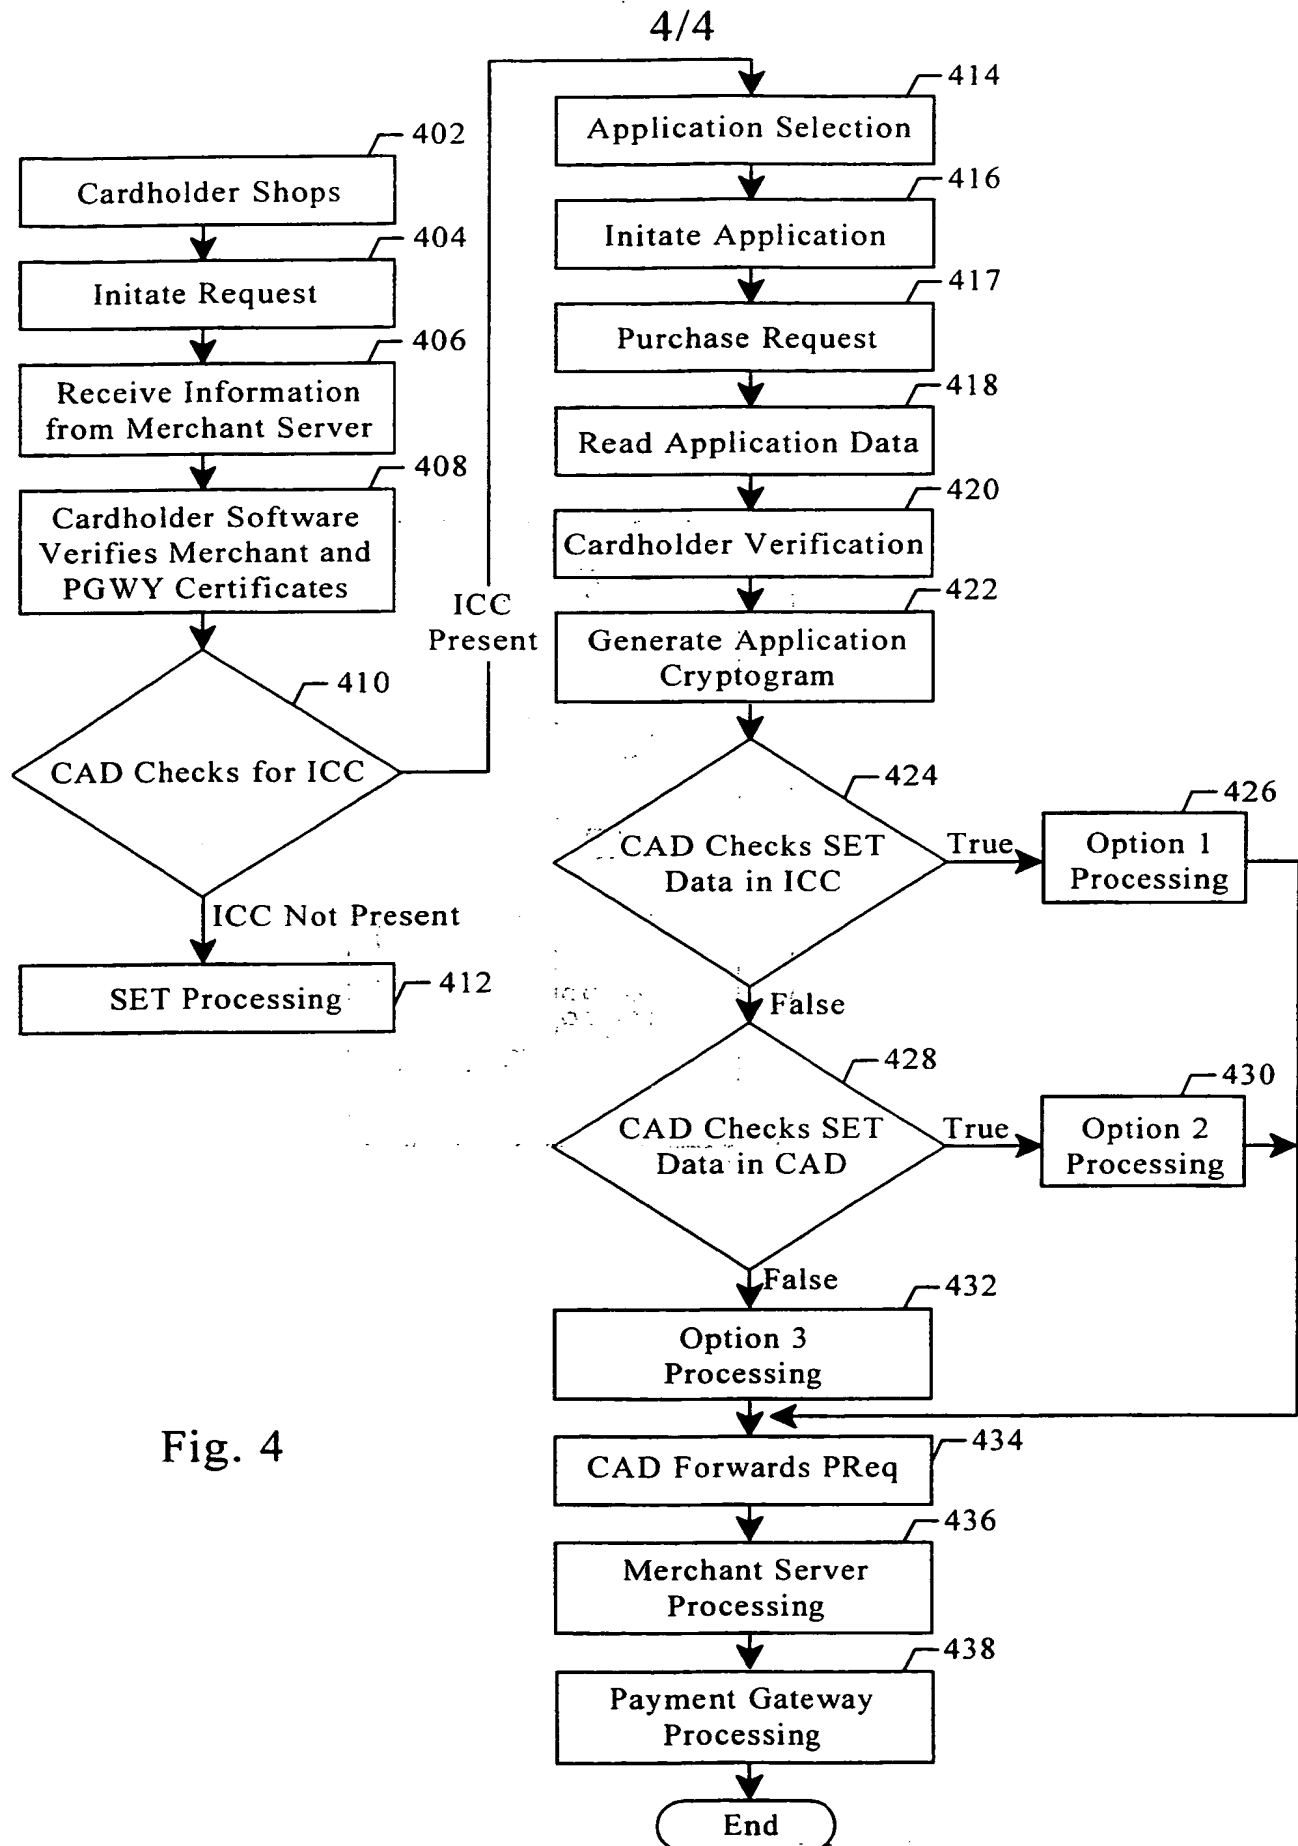 4/4
402
Cardholder Shops
404
Initate Request
406
Receive Information
from Merchant Server
408
Cardholder Software
Verifies Merchant and
PGWY Certificates
410
CAD Checks for ICC
ICC
Present
ICC Not Present
SET Processing
412
414
Application Selection
416
Initate Application
417
Purchase Request
418
Read Application Data
420
Cardholder Verification
422
Generate Application
Cryptogram
424
CAD Checks SET
Data in ICC
True
426
Option 1
Processing
False
428
CAD Checks SET
Data in CAD
True
430
Option 2
Processing
False
432
Option 3
Processing
434
CAD Forwards PReq
436
Merchant Server
Processing
438
Payment Gateway
Processing
End
Fig. 4